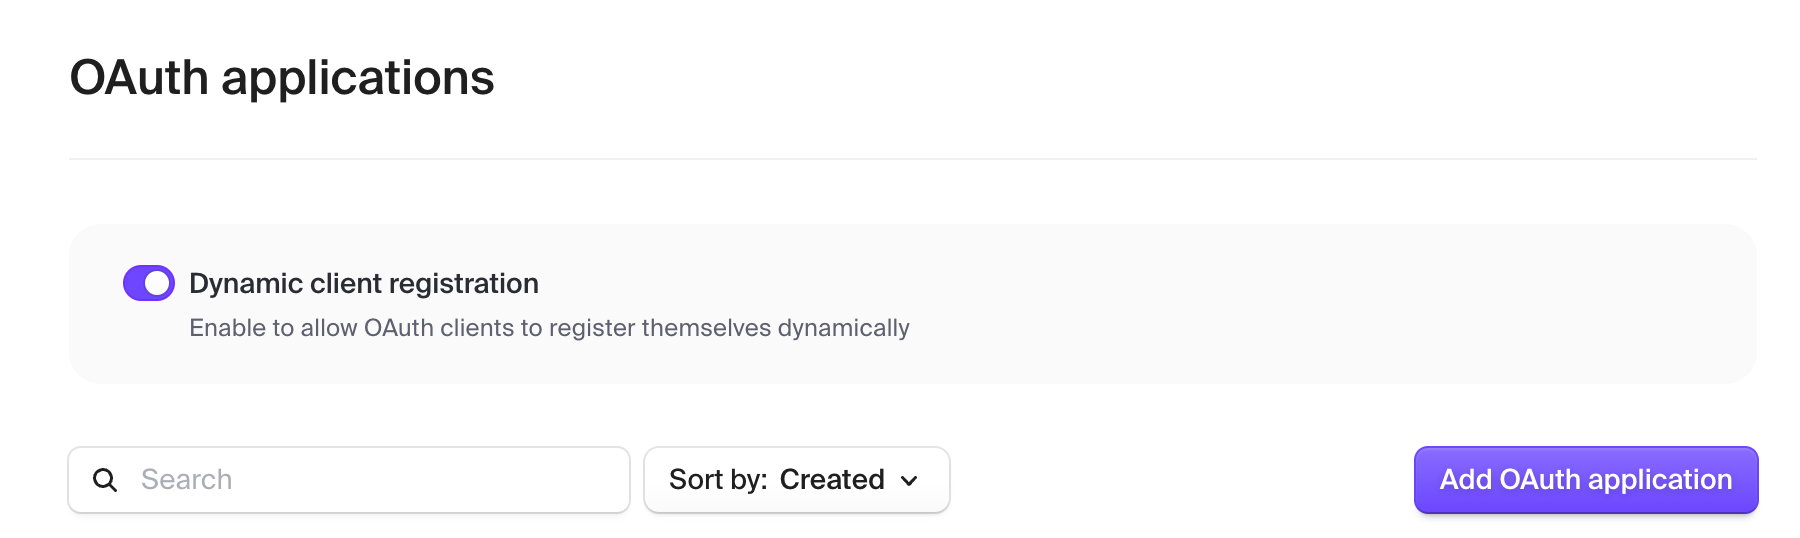 OAuth applications
Dynamic client registration
Enable to allow OAuth clients to register themselves dynamically
Search
Sort by: Created
Add OAuth application